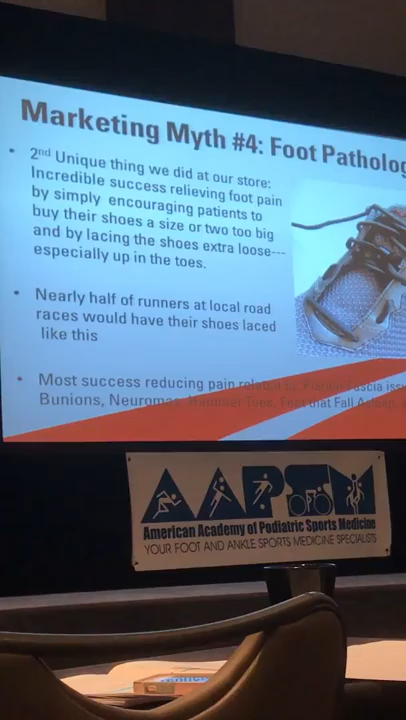 Marketing Myth #4: Foot Patholog
• 2nd Unique thing we did at our store:
Incredible success relieving foot pain
by simply encouraging patients to
buy their shoes a size or two too big
and by lacing the shoes extra loose---
especially up in the toes.
• Nearly half of runners at local road
races would have their shoes laced
like this
• Most success reducing pain related to Plantar Fascia iss
Bunions, Neuromas, Hammer Toes, Feet that Fall Asleep,
AAPSM
American Academy of Podiatric Sports Medicine
YOUR FOOT AND ANKLE SPORTS MEDICINE SPECIALISTS